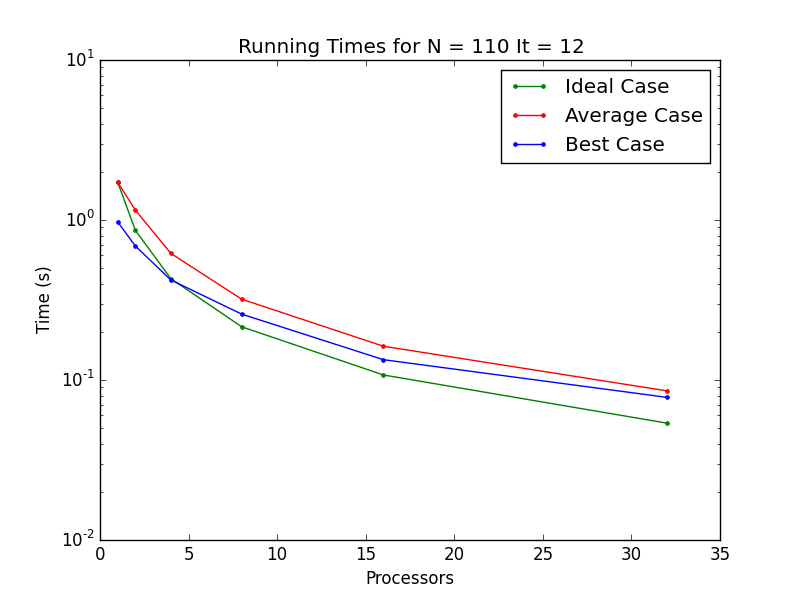 Running Times for N = 110 It = 12
10^1
Ideal Case
Average Case
Best Case
10^0
Time (s)
10^-1
10^-2
0 5 10 15 20 25 30 35
Processors